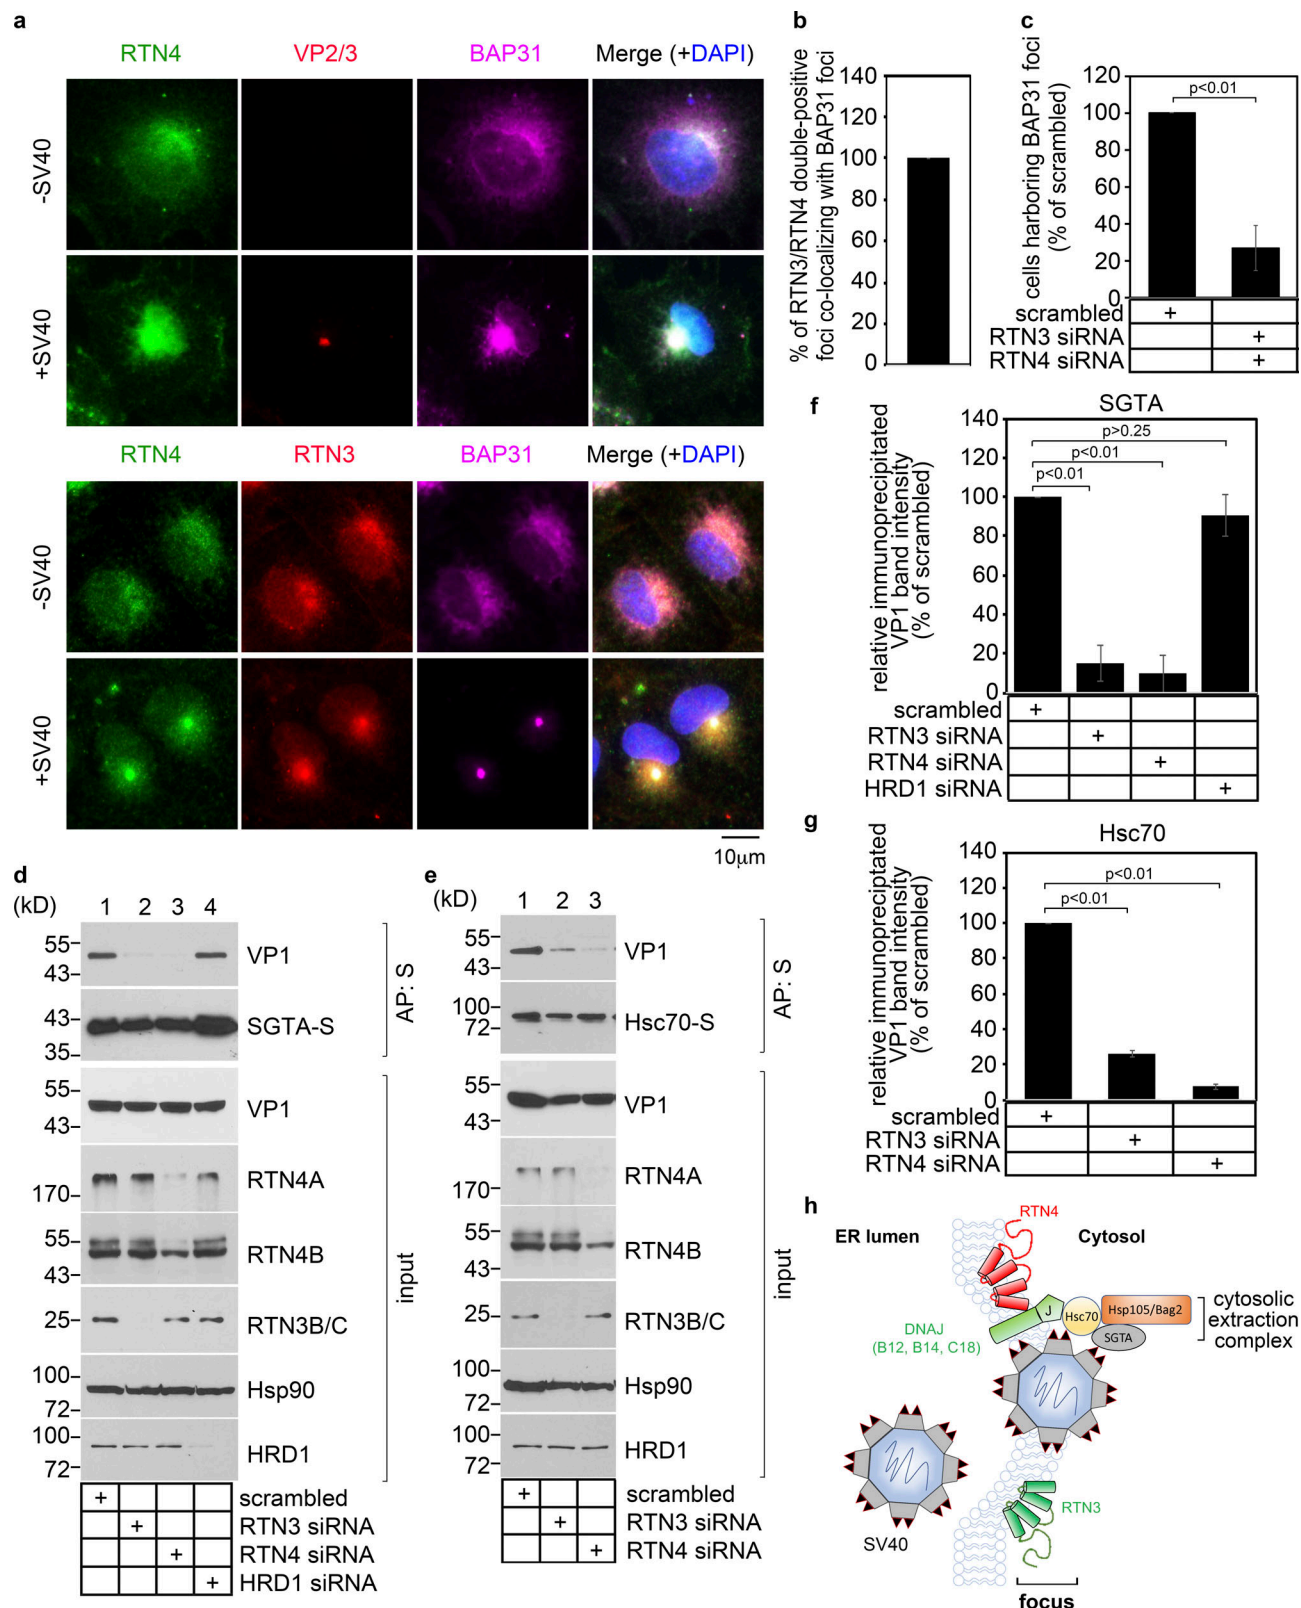 a
RTN4 VP2/3 BAP31 Merge (+DAPI)
-SV40
+SV40
RTN4 RTN3 BAP31 Merge (+DAPI)
-SV40
+SV40
10µm
b
% of RTN3/RTN4 double-positive
foci co-localizing with BAP31 foci
140
120
100
80
60
40
20
0
c
cells harboring BAP31 foci
(% of scrambled)
120
100
80
60
40
20
0
p<0.01
scrambled +
RTN3 siRNA +
RTN4 siRNA +
d
(kD) 1 2 3 4
55
43
VP1
43
35
SGTA-S
AP: S
55
43
VP1
170
RTN4A
55
43
RTN4B
25
RTN3B/C
100
72
Hsp90
100
72
HRD1
input
+ scrambled
+ RTN3 siRNA
+ RTN4 siRNA
+ HRD1 siRNA
e
(kD) 1 2 3
55
43
VP1
100
72
Hsc70-S
AP: S
55
43
VP1
170
RTN4A
55
43
RTN4B
25
RTN3B/C
100
72
Hsp90
100
72
HRD1
input
+ scrambled
+ RTN3 siRNA
+ RTN4 siRNA
f
SGTA
relative immunoprecipitated
VP1 band intensity
(% of scrambled)
140
120
100
80
60
40
20
0
p>0.25
p<0.01
p<0.01
scrambled +
RTN3 siRNA +
RTN4 siRNA +
HRD1 siRNA +
g
Hsc70
relative immunopreciptated
VP1 band intensity
(% of scrambled)
140
120
100
80
60
40
20
0
p<0.01
p<0.01
scrambled +
RTN3 siRNA +
RTN4 siRNA +
h
RTN4
ER lumen Cytosol
J
Hsc70
Hsp105/Bag2
SGTA
cytosolic
extraction
complex
DNAJ
(B12, B14, C18)
SV40
RTN3
focus